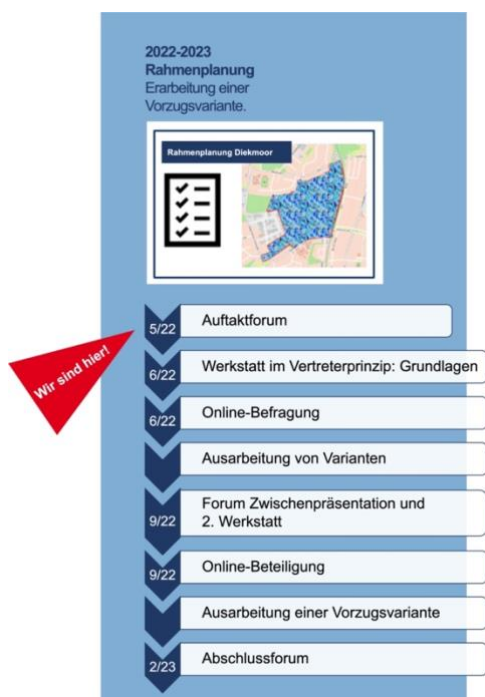 2022-2023
Rahmenplanung
Erarbeitung einer
Vorzugsvariante.
Rahmenplanung Diekmoor
Wir sind hier!
5/22 Auftaktforum
6/22 Werkstatt im Vertreterprinzip: Grundlagen
6/22 Online-Befragung
Ausarbeitung von Varianten
9/22 Forum Zwischenpräsentation und
2. Werkstatt
9/22 Online-Beteiligung
Ausarbeitung einer Vorzugsvariante
2/23 Abschlussforum